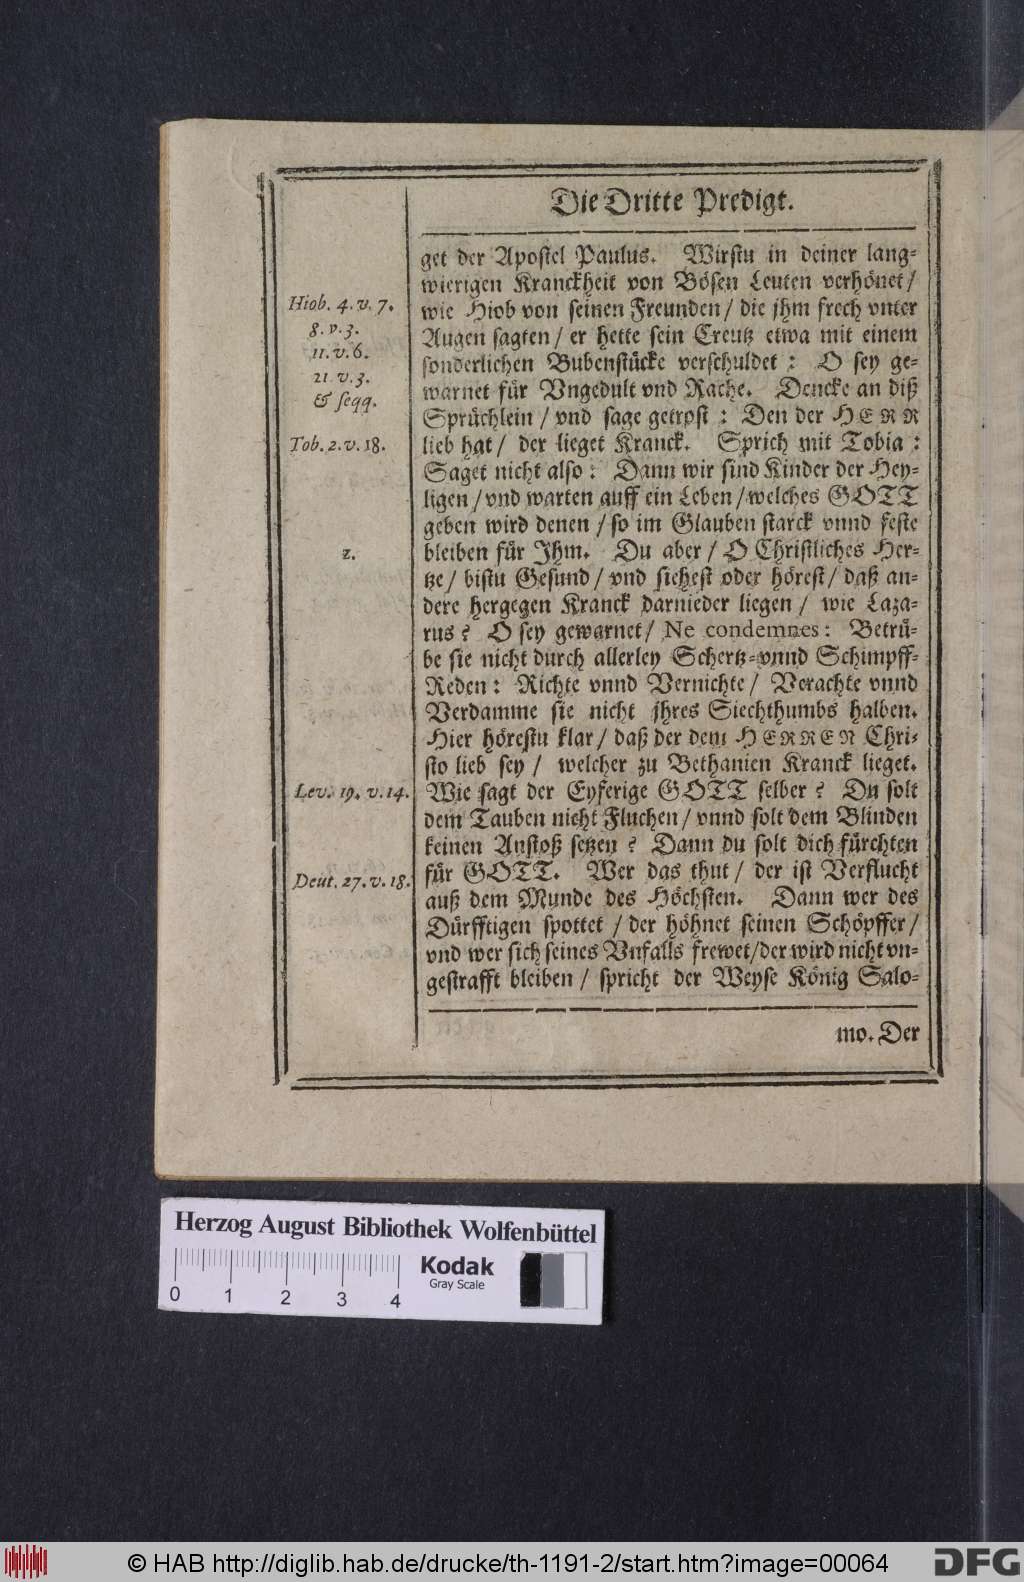 Die Dritte Predigt.
get der Apostel Paulus. Wirstu in deiner lang-
wierigen Kranckheit von Bösen Leuten verhönet /
wie Hiob von seinen Freunden / die jhm frech vnter
Augen sagten / er hette sein Creutz etwa mit einem
sonderlichen Bubenstücke verschuldet : O sey ge-
warnet für Vngedult vnd Rache. Dencke an diß
Sprüchlein / vnd sage getrost : Den der HERR
lieb hat / der lieget Kranck. Sprich mit Tobia :
Saget nicht also : Dann wir sind Kinder der Hey-
ligen / vnd warten auff ein Leben / welches GOTT
geben wird denen / so im Glauben starck vnnd feste
bleiben für Jhm. Du aber / O Christliches Her-
tze / bistu Gesund / vnd siehest oder hörest / daß an-
dere hergegen Kranck darnieder liegen / wie Laza-
rus ? O sey gewarnet / Ne condemnes : Betrü-
be sie nicht durch allerley Schertz- vnnd Schimpff-
Reden : Richte vnnd Vernichte / Verachte vnnd
Verdamme sie nicht jhres Siechthumbs halben.
Hier hörestu klar / daß der dem HERREN Chri-
sto lieb sey / welcher zu Bethanien Kranck lieget.
Wie sagt der Eyferige GOTT selber ? Du solt
dem Tauben nicht Fluchen / vnnd solt dem Blinden
keinen Anstoß setzen ? Dann du solt dich fürchten
für GOTT. Wer das thut / der ist Verflucht
auß dem Munde des Höchsten. Dann wer des
Dürfftigen spottet / der höhnet seinen Schöpffer /
vnd wer sich seines Vnfalls frewet / der wird nicht vn-
gestrafft bleiben / spricht der Weyse König Salo-
mo. Der
Hiob. 4. v. 7.
8. v. 3.
11. v. 6.
21 v. 3.
& seqq.
Tob. 2. v. 18.
2.
Lev. 19. v. 14.
Deut. 27. v. 18.
Herzog August Bibliothek Wolfenbüttel
Kodak
Gray Scale
0 1 2 3 4
© HAB http://diglib.hab.de/drucke/th-1191-2/start.htm?image=00064
DFG